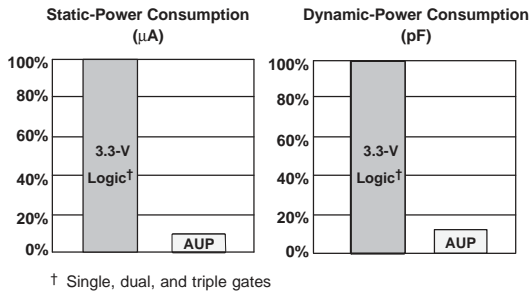 Static-Power Consumption
(μA)
100%
80%
60%
40%
20%
0%
3.3-V
Logic†
AUP
Dynamic-Power Consumption
(pF)
100%
80%
60%
40%
20%
0%
3.3-V
Logic†
AUP
† Single, dual, and triple gates